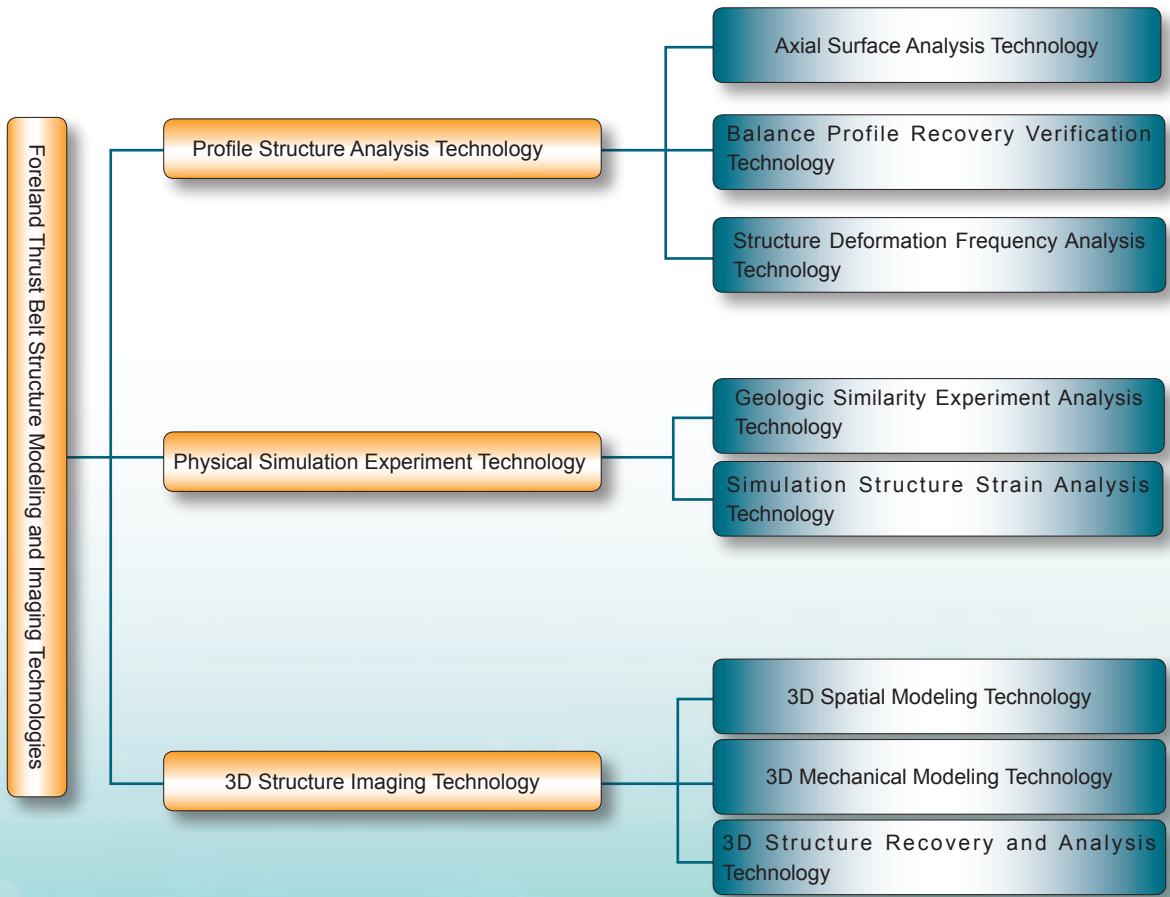 Foreland Thrust Belt Structure Modeling and Imaging Technologies
Profile Structure Analysis Technology
Axial Surface Analysis Technology
Balance Profile Recovery Verification
Technology
Structure Deformation Frequency Analysis
Technology
Physical Simulation Experiment Technology
Geologic Similarity Experiment Analysis
Technology
Simulation Structure Strain Analysis
Technology
3D Structure Imaging Technology
3D Spatial Modeling Technology
3D Mechanical Modeling Technology
3D Structure Recovery and Analysis
Technology